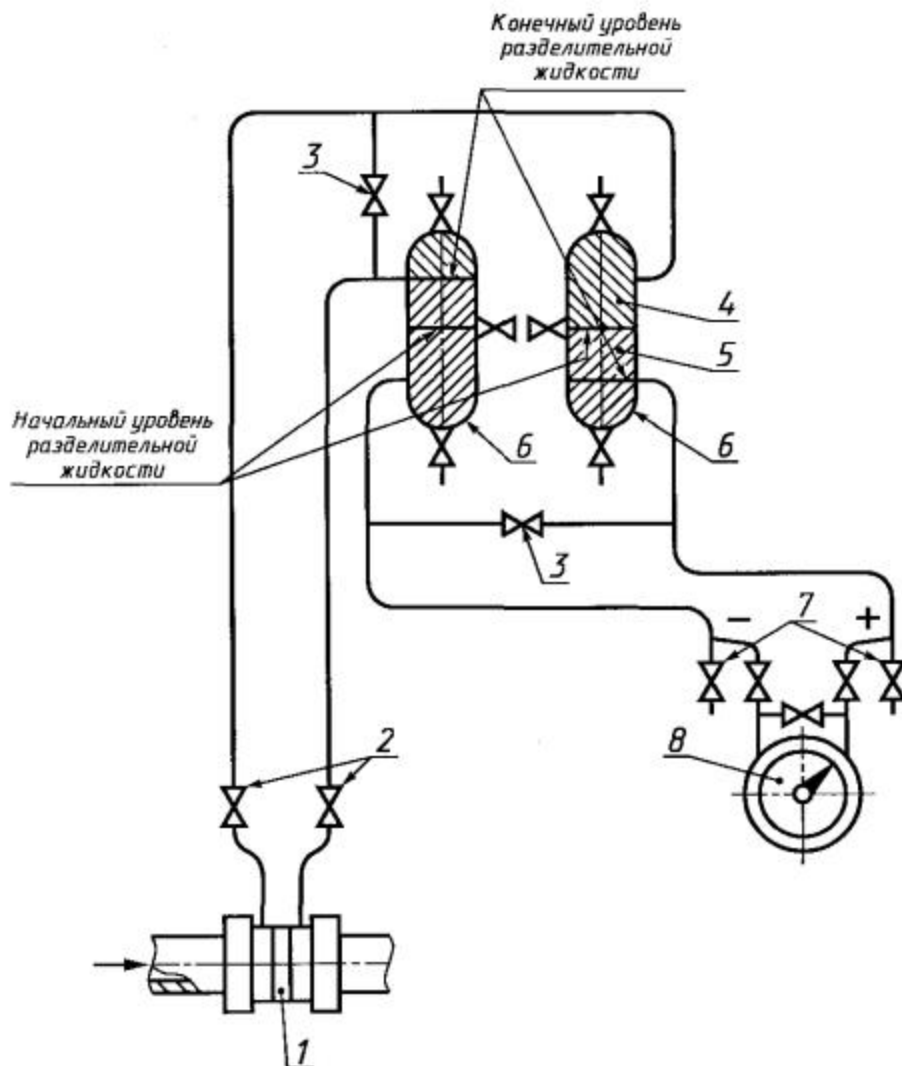 Конечный уровень
разделительной
жидкости
3
4
5
Начальный уровень
разделительной
жидкости
6
6
3
7
− +
2
8
1